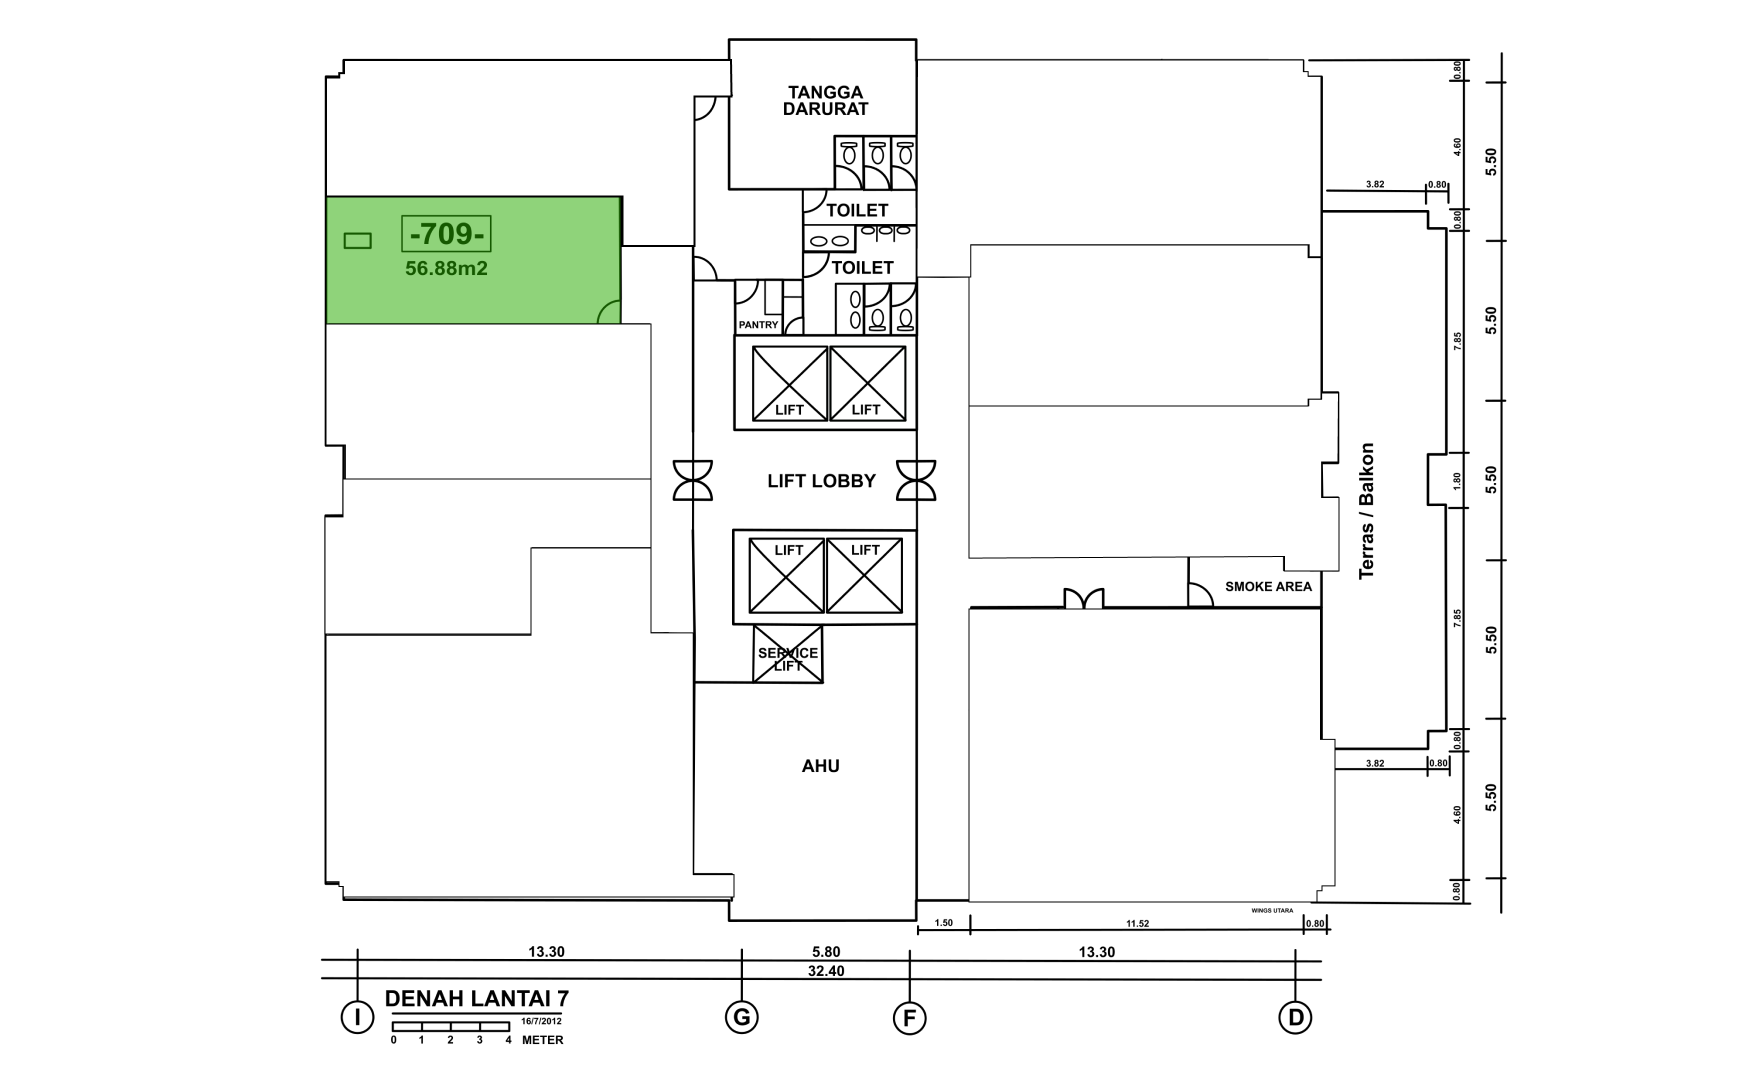 TANGGA
DARURAT
0.80
4.60
5.50
3.82
0.80
0.80
TOILET
-709-
56.88m2
TOILET
PANTRY
5.50
7.85
LIFT
LIFT
LIFT LOBBY
Terras / Balkon
1.80
5.50
LIFT
LIFT
SMOKE AREA
7.85
5.50
SERVICE
LIFT
0.80
3.82
0.80
AHU
4.60
5.50
0.80
WINGS UTARA
1.50
11.52
0.80
13.30
5.80
13.30
32.40
I
G
F
D
DENAH LANTAI 7
16/7/2012
0 1 2 3 4 METER